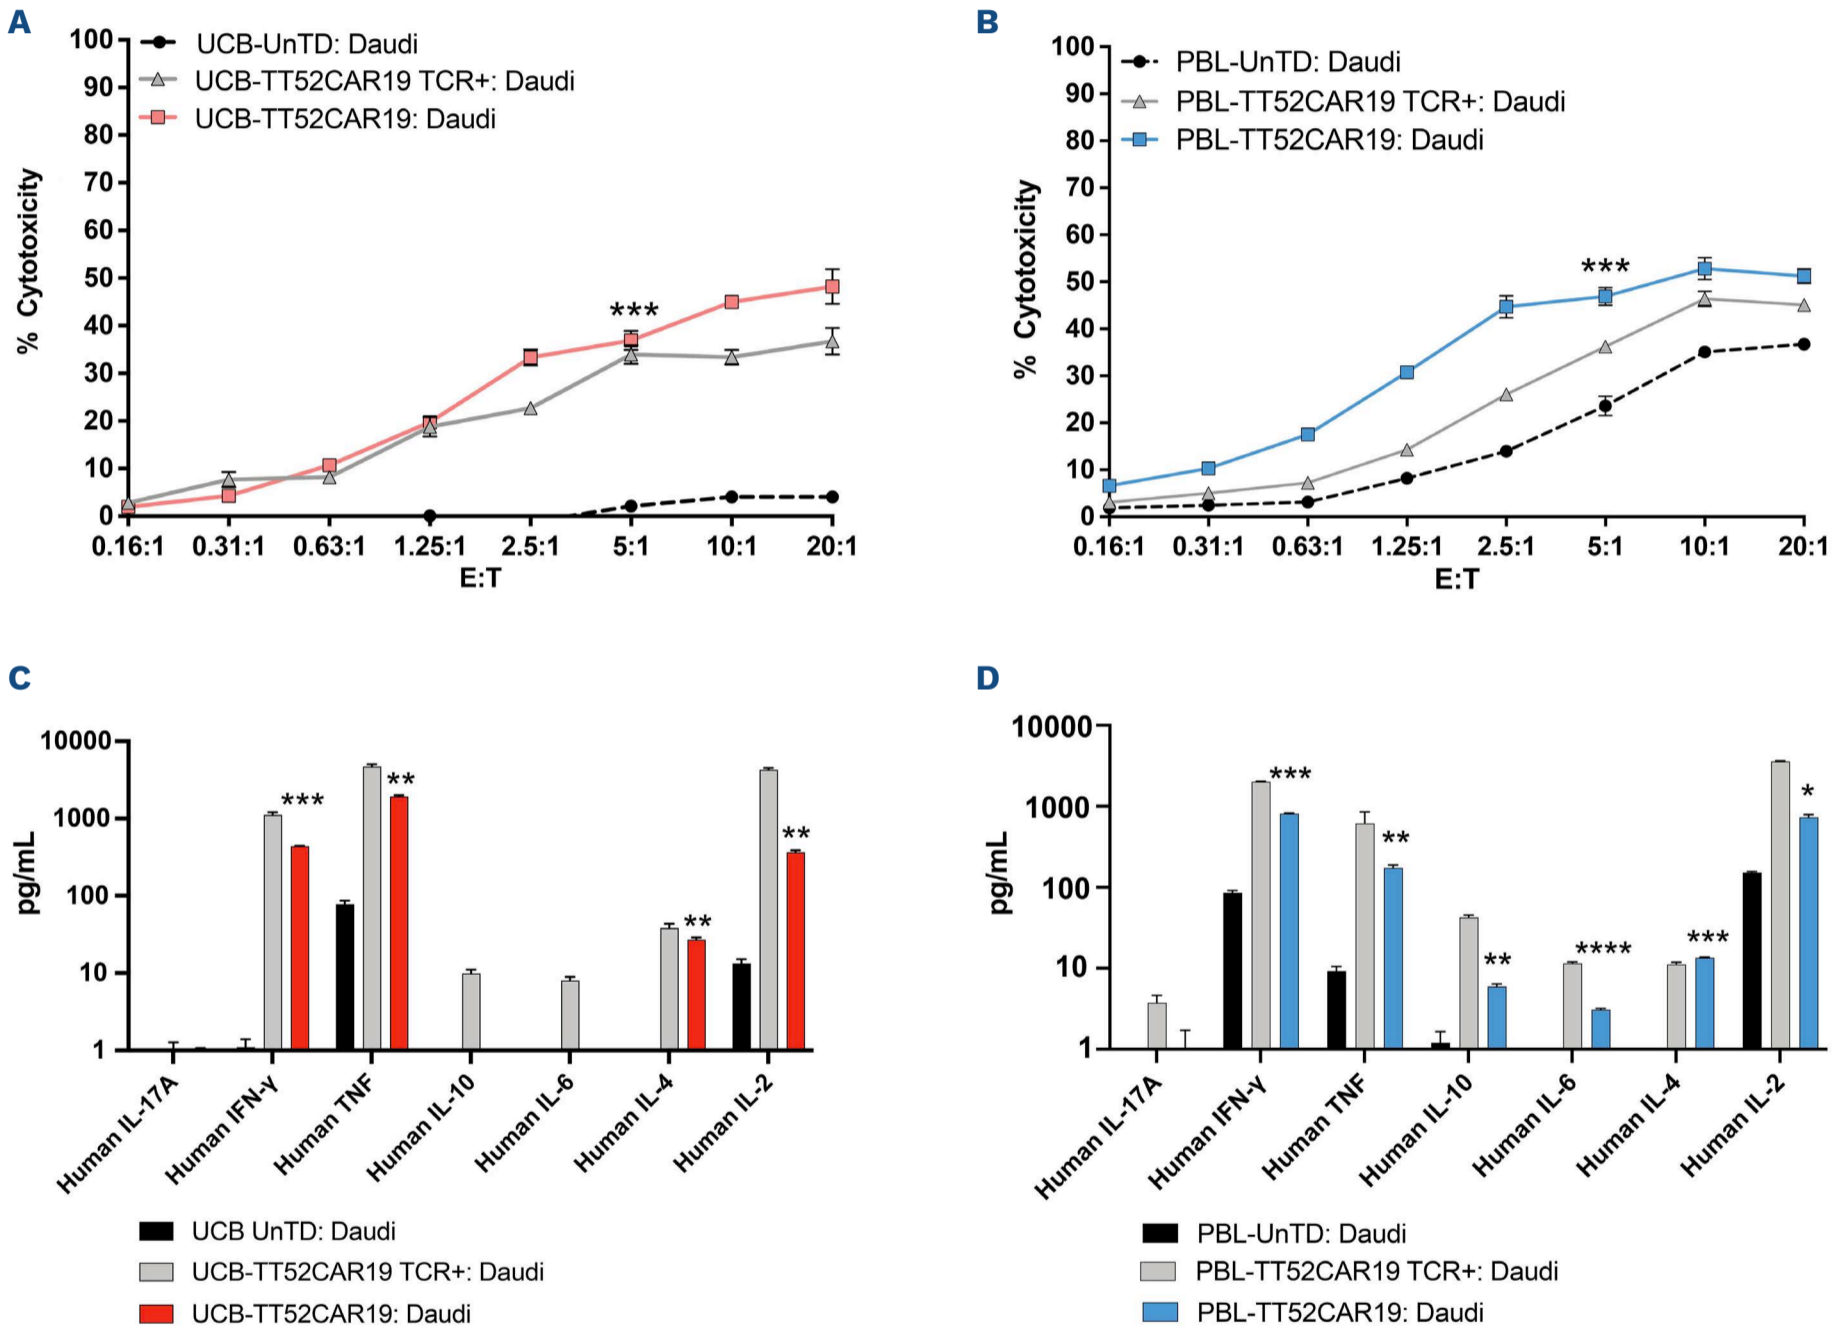 A
100
90
80
70
60
50
40
30
20
10
0
% Cytotoxicity
UCB-UnTD: Daudi
UCB-TT52CAR19 TCR+: Daudi
UCB-TT52CAR19: Daudi
***
0.16:1 0.31:1 0.63:1 1.25:1 2.5:1 5:1 10:1 20:1
E:T
B
100
90
80
70
60
50
40
30
20
10
0
% Cytotoxicity
PBL-UnTD: Daudi
PBL-TT52CAR19 TCR+: Daudi
PBL-TT52CAR19: Daudi
***
0.16:1 0.31:1 0.63:1 1.25:1 2.5:1 5:1 10:1 20:1
E:T
C
10000
1000
100
10
1
pg/mL
***
**
**
**
Human IL-17A
Human IFN-γ
Human TNF
Human IL-10
Human IL-6
Human IL-4
Human IL-2
UCB UnTD: Daudi
UCB-TT52CAR19 TCR+: Daudi
UCB-TT52CAR19: Daudi
D
10000
1000
100
10
1
pg/mL
***
**
**
****
***
*
Human IL-17A
Human IFN-γ
Human TNF
Human IL-10
Human IL-6
Human IL-4
Human IL-2
PBL-UnTD: Daudi
PBL-TT52CAR19 TCR+: Daudi
PBL-TT52CAR19: Daudi